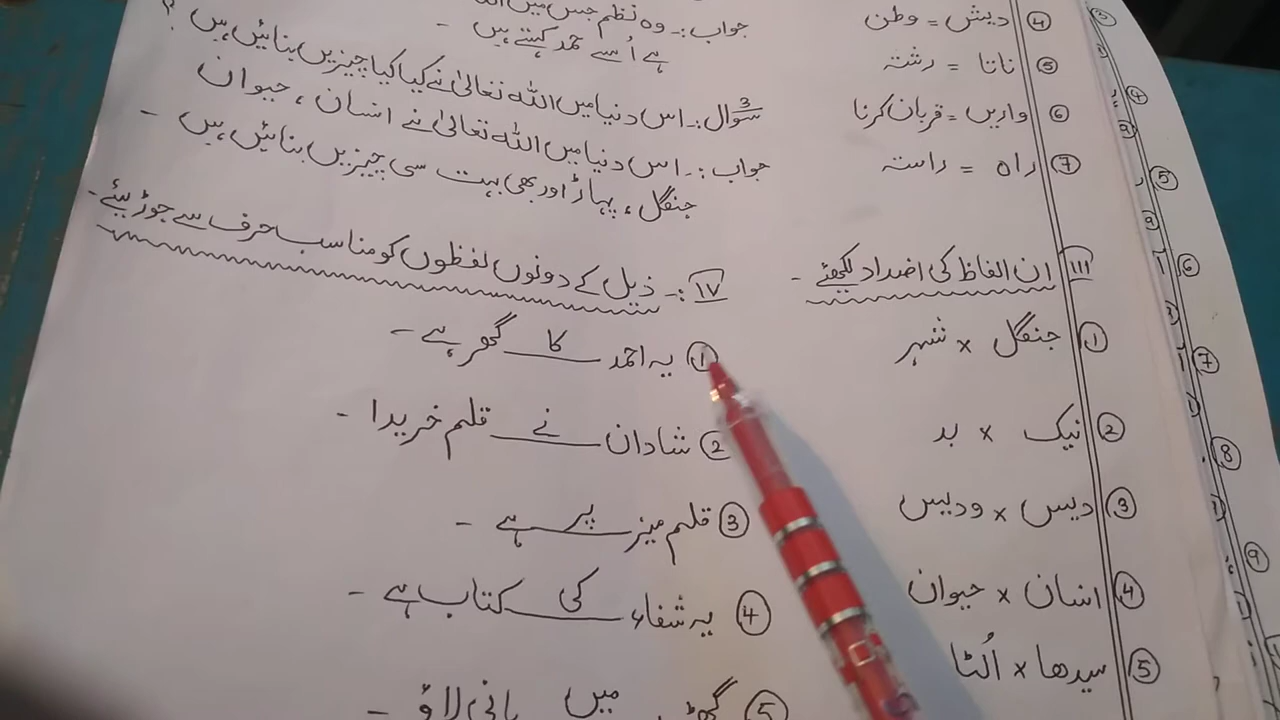 ④ دیش = وطن
⑤ ناتا = رشتہ
⑥ واریں = قربان کرنا
⑦ راہ = راستہ
III ان الفاظ کی اضداد لکھئے -
① جنگل × شہر
② نیک × بد
③ دیس × ودیس
④ انسان × حیوان
⑤ سیدھا × اُلٹا
جواب :۔ وہ نظم جس میں
ہے اُسے حمد کہتے ہیں -
سوال 3 :۔ اس دنیا میں اللہ تعالیٰ نے کیا کیا چیزیں بنائیں ہیں ؟
جواب :۔ اس دنیا میں اللہ تعالیٰ نے انسان ، حیوان
جنگل ، پہاڑ اور بھی بہت سی چیزیں بنائیں ہیں -
IV :۔ ذیل کے دونوں لفظوں کو مناسب حرف سے جوڑیئے -
① یہ احمد کا گھر ہے -
② شادان نے قلم خریدا -
③ قلم میز پر ہے -
④ یہ شفاء کی کتاب ہے -
⑤ میں پانی لاؤ -